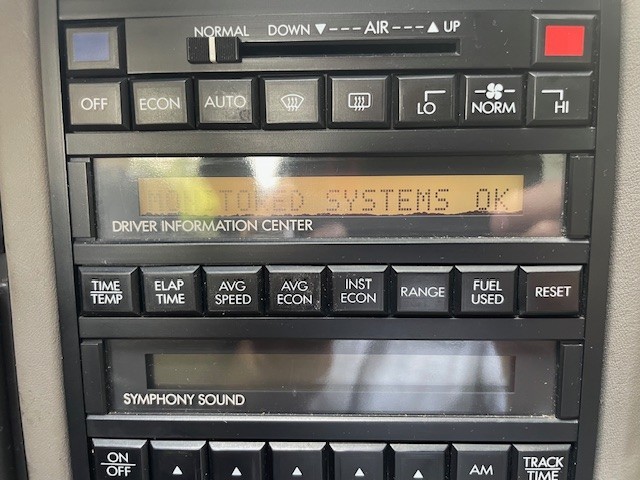 NORMAL DOWN ▼ --- AIR --- ▲ UP
OFF ECON AUTO LO NORM HI
MONITORED SYSTEMS OK
DRIVER INFORMATION CENTER
TIME TEMP
ELAP TIME
AVG SPEED
AVG ECON
INST ECON
RANGE
FUEL USED
RESET
SYMPHONY SOUND
ON/OFF
▲ ▲ ▲ ▲ ▲
AM
TRACK/TIME